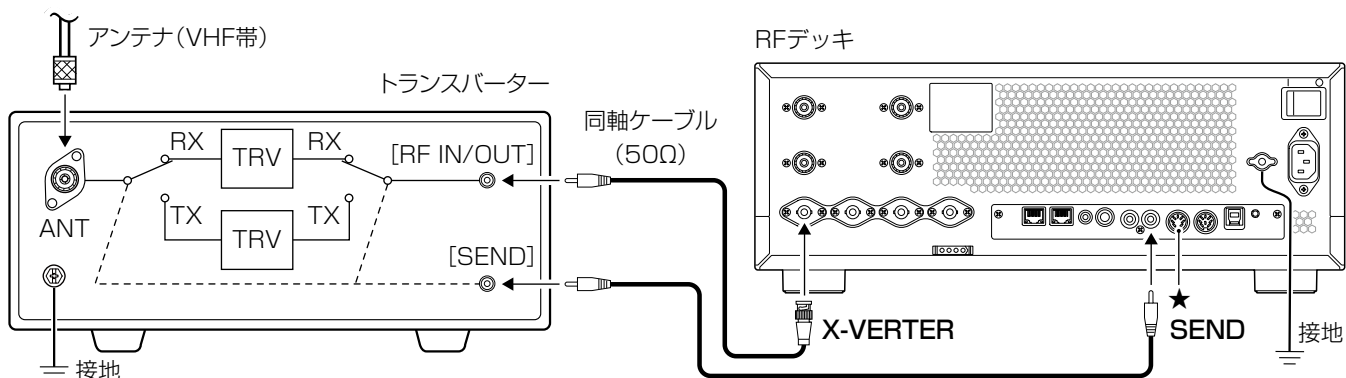 アンテナ(VHF帯)
トランスバーター
RX
TRV
RX
[RF IN/OUT]
ANT
TX
TRV
TX
[SEND]
接地
同軸ケーブル
(50Ω)
RFデッキ
X-VERTER
★
SEND
接地